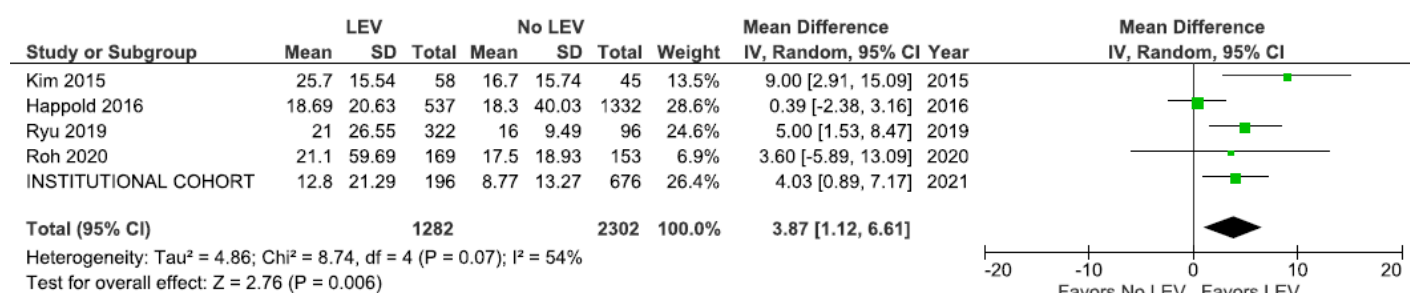 LEV No LEV Mean Difference Mean Difference
Study or Subgroup Mean SD Total Mean SD Total Weight IV, Random, 95% CI Year IV, Random, 95% CI
Kim 2015 25.7 15.54 58 16.7 15.74 45 13.5% 9.00 [2.91, 15.09] 2015
Happold 2016 18.69 20.63 537 18.3 40.03 1332 28.6% 0.39 [-2.38, 3.16] 2016
Ryu 2019 21 26.55 322 16 9.49 96 24.6% 5.00 [1.53, 8.47] 2019
Roh 2020 21.1 59.69 169 17.5 18.93 153 6.9% 3.60 [-5.89, 13.09] 2020
INSTITUTIONAL COHORT 12.8 21.29 196 8.77 13.27 676 26.4% 4.03 [0.89, 7.17] 2021
Total (95% CI) 1282 2302 100.0% 3.87 [1.12, 6.61]
Heterogeneity: Tau² = 4.86; Chi² = 8.74, df = 4 (P = 0.07); I² = 54%
Test for overall effect: Z = 2.76 (P = 0.006)
-20 -10 0 10 20
Favors No LEV Favors LEV